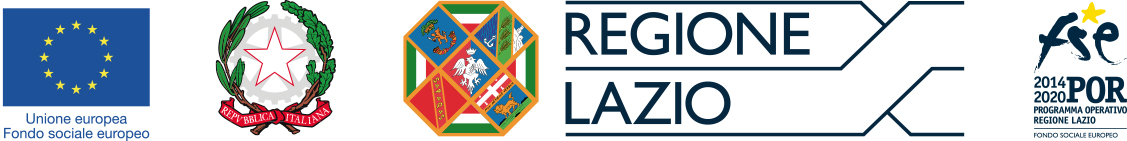 Unione europea
Fondo sociale europeo
REPVBBLICA ITALIANA
REGIONE
LAZIO
fse
2014
2020 POR
PROGRAMMA OPERATIVO
REGIONE LAZIO
FONDO SOCIALE EUROPEO